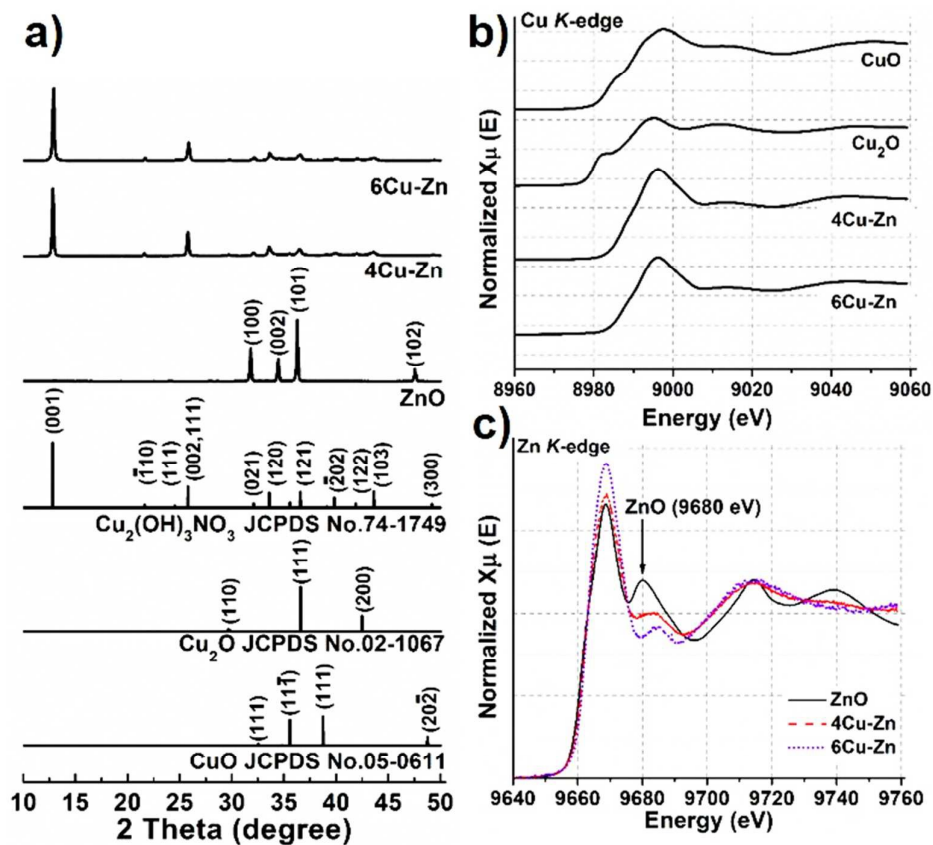 a)
6Cu-Zn
4Cu-Zn
(100)
(002)
(101)
(102)
ZnO
(001)
(1̄10)
(111)
(002,111)
(021)
(120)
(121)
(2̄02)
(122)
(103)
(300)
Cu₂(OH)₃NO₃ JCPDS No.74-1749
(110)
(111)
(200)
Cu₂O JCPDS No.02-1067
(111)
(111̄)
(111)
(202̄)
CuO JCPDS No.05-0611
10 15 20 25 30 35 40 45 50
2 Theta (degree)
b)
Cu K-edge
CuO
Cu₂O
4Cu-Zn
6Cu-Zn
Normalized Xμ (E)
8960 8980 9000 9020 9040 9060
Energy (eV)
c)
Zn K-edge
ZnO (9680 eV)
Normalized Xμ (E)
ZnO
4Cu-Zn
6Cu-Zn
9640 9660 9680 9700 9720 9740 9760
Energy (eV)